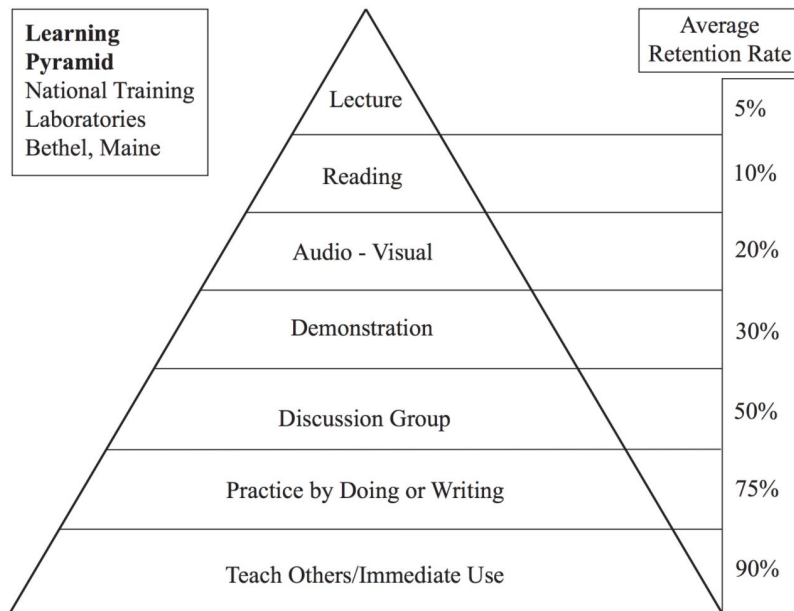 Learning
Pyramid
National Training
Laboratories
Bethel, Maine
Average
Retention Rate
Lecture
5%
Reading
10%
Audio - Visual
20%
Demonstration
30%
Discussion Group
50%
Practice by Doing or Writing
75%
Teach Others/Immediate Use
90%